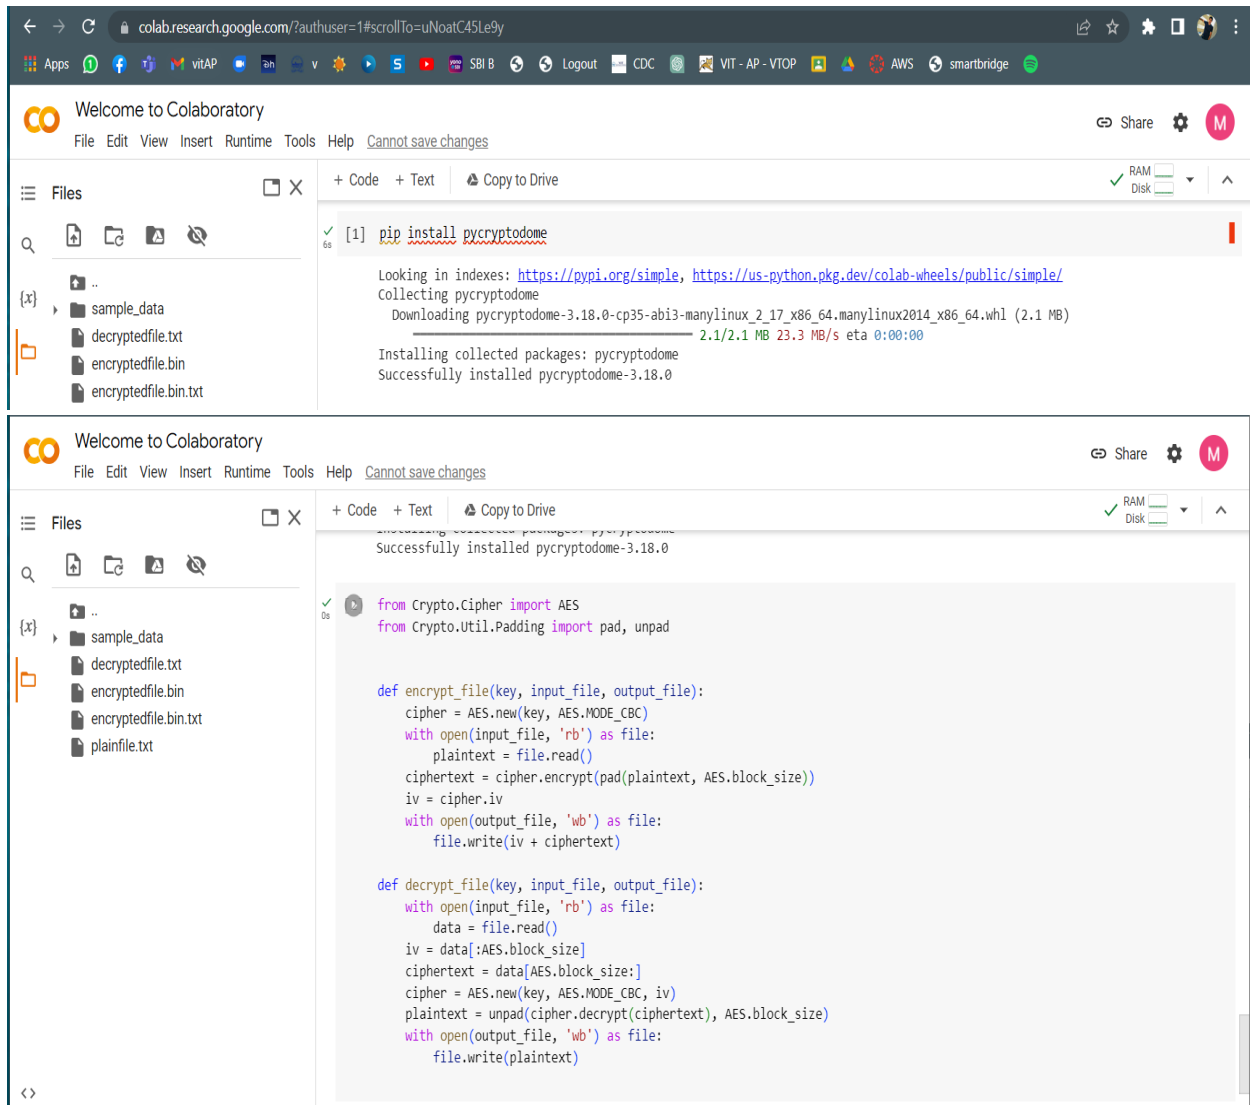 colab.research.google.com/?authuser=1#scrollTo=uNoatC45Le9y
Apps vitAP v S SBI B Logout CDC VIT - AP - VTOP AWS smartbridge
Welcome to Colaboratory
File Edit View Insert Runtime Tools Help Cannot save changes
Share M
Files
+ Code + Text Copy to Drive
RAM
Disk
..
sample_data
decryptedfile.txt
encryptedfile.bin
encryptedfile.bin.txt
{x}
6s
[1] pip install pycryptodome
Looking in indexes: https://pypi.org/simple, https://us-python.pkg.dev/colab-wheels/public/simple/
Collecting pycryptodome
Downloading pycryptodome-3.18.0-cp35-abi3-manylinux_2_17_x86_64.manylinux2014_x86_64.whl (2.1 MB)
2.1/2.1 MB 23.3 MB/s eta 0:00:00
Installing collected packages: pycryptodome
Successfully installed pycryptodome-3.18.0
Welcome to Colaboratory
File Edit View Insert Runtime Tools Help Cannot save changes
Share M
Files
+ Code + Text Copy to Drive
RAM
Disk
..
sample_data
decryptedfile.txt
encryptedfile.bin
encryptedfile.bin.txt
plainfile.txt
{x}
<>
Installing collected packages: pycryptodome
Successfully installed pycryptodome-3.18.0
0s
from Crypto.Cipher import AES
from Crypto.Util.Padding import pad, unpad
def encrypt_file(key, input_file, output_file):
cipher = AES.new(key, AES.MODE_CBC)
with open(input_file, 'rb') as file:
plaintext = file.read()
ciphertext = cipher.encrypt(pad(plaintext, AES.block_size))
iv = cipher.iv
with open(output_file, 'wb') as file:
file.write(iv + ciphertext)
def decrypt_file(key, input_file, output_file):
with open(input_file, 'rb') as file:
data = file.read()
iv = data[:AES.block_size]
ciphertext = data[AES.block_size:]
cipher = AES.new(key, AES.MODE_CBC, iv)
plaintext = unpad(cipher.decrypt(ciphertext), AES.block_size)
with open(output_file, 'wb') as file:
file.write(plaintext)